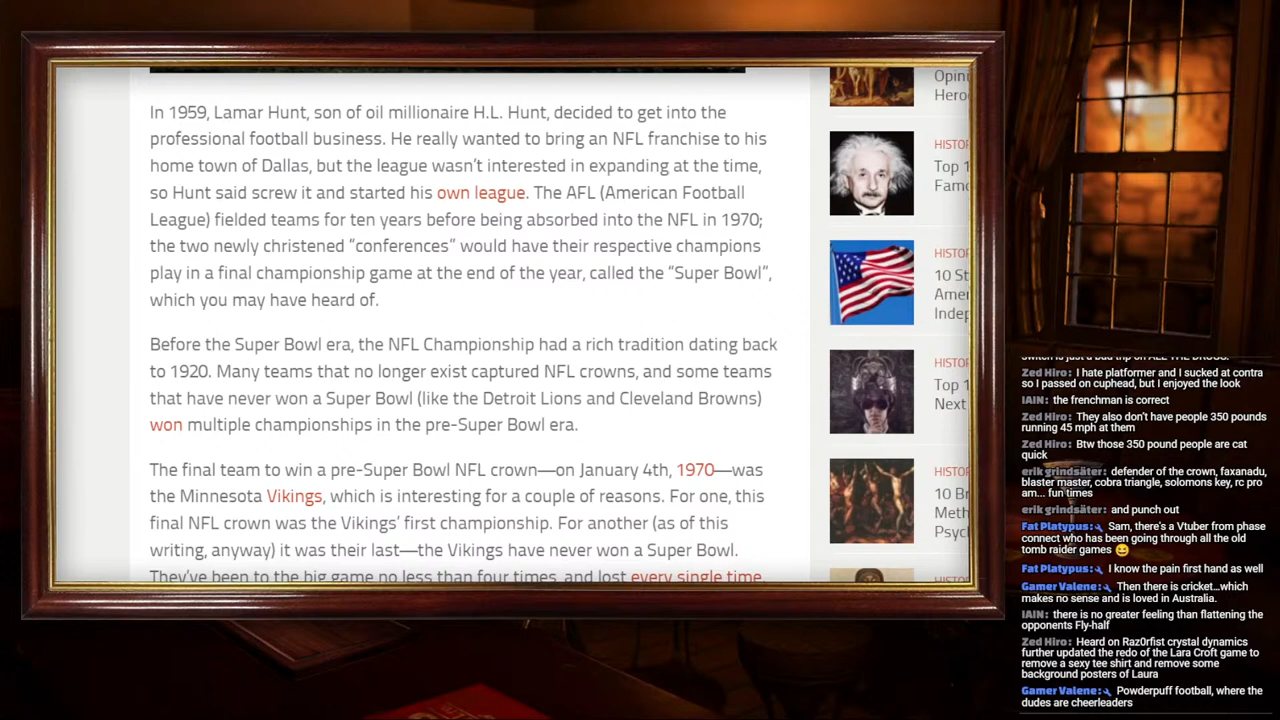 In 1959, Lamar Hunt, son of oil millionaire H.L. Hunt, decided to get into the
professional football business. He really wanted to bring an NFL franchise to his
home town of Dallas, but the league wasn’t interested in expanding at the time,
so Hunt said screw it and started his own league. The AFL (American Football
League) fielded teams for ten years before being absorbed into the NFL in 1970;
the two newly christened “conferences” would have their respective champions
play in a final championship game at the end of the year, called the “Super Bowl”,
which you may have heard of.
Before the Super Bowl era, the NFL Championship had a rich tradition dating back
to 1920. Many teams that no longer exist captured NFL crowns, and some teams
that have never won a Super Bowl (like the Detroit Lions and Cleveland Browns)
won multiple championships in the pre-Super Bowl era.
The final team to win a pre-Super Bowl NFL crown—on January 4th, 1970—was
the Minnesota Vikings, which is interesting for a couple of reasons. For one, this
final NFL crown was the Vikings’ first championship. For another (as of this
writing, anyway) it was their last—the Vikings have never won a Super Bowl.
They’ve been to the big game no less than four times, and lost every single time.
Opini
Hero
HISTOR
Top 1
Famo
HISTOR
10 St
Amer
Indep
HISTOR
Top 1
Next
HISTOR
10 Br
Meth
Psyc
HISTOR
switch is just a bad trip on ALL THE DRUGS.
Zed Hiro: I hate platformer and I sucked at contra
so I passed on cuphead, but I enjoyed the look
IAIN: the frenchman is correct
Zed Hiro: They also don't have people 350 pounds
running 45 mph at them
Zed Hiro: Btw those 350 pound people are cat
quick
erik grindsäter: defender of the crown, faxanadu,
blaster master, cobra triangle, solomons key, rc pro
am... fun times
erik grindsäter: and punch out
Fat Platypus: Sam, there's a Vtuber from phase
connect who has been going through all the old
tomb raider games 😄
Fat Platypus: I know the pain first hand as well
Gamer Valene: Then there is cricket...which
makes no sense and is loved in Australia.
IAIN: there is no greater feeling than flattening the
opponents Fly-half
Zed Hiro: Heard on Raz0rfist crystal dynamics
further updated the redo of the Lara Croft game to
remove a sexy tee shirt and remove some
background posters of Laura
Gamer Valene: Powderpuff football, where the
dudes are cheerleaders